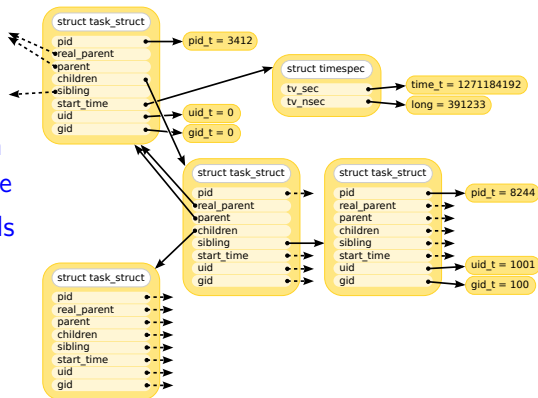 struct task_struct
pid
real_parent
parent
children
sibling
start_time
uid
gid
pid_t = 3412
uid_t = 0
gid_t = 0
struct timespec
tv_sec
tv_nsec
time_t = 1271184192
long = 391233
struct task_struct
pid
real_parent
parent
children
sibling
start_time
uid
gid
struct task_struct
pid
real_parent
parent
children
sibling
start_time
uid
gid
pid_t = 8244
uid_t = 1001
gid_t = 100
struct task_struct
pid
real_parent
parent
children
sibling
start_time
uid
gid